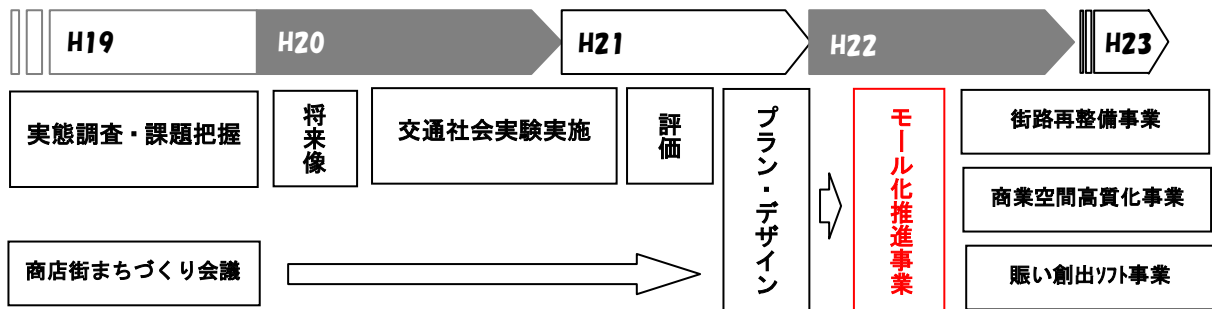 H19
H20
H21
H22
H23
実態調査・課題把握
将来像
交通社会実験実施
評価
プラン・デザイン
モール化推進事業
街路再整備事業
商業空間高質化事業
賑い創出ｿﾌﾄ事業
商店街まちづくり会議